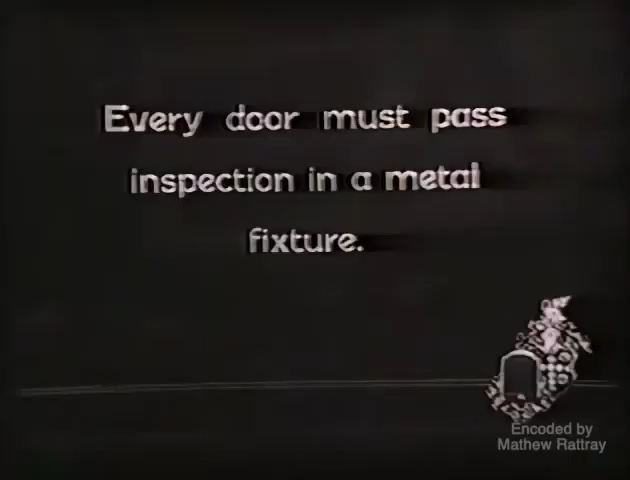 Every door must pass
inspection in a metal
fixture.
Encoded by
Mathew Rattray